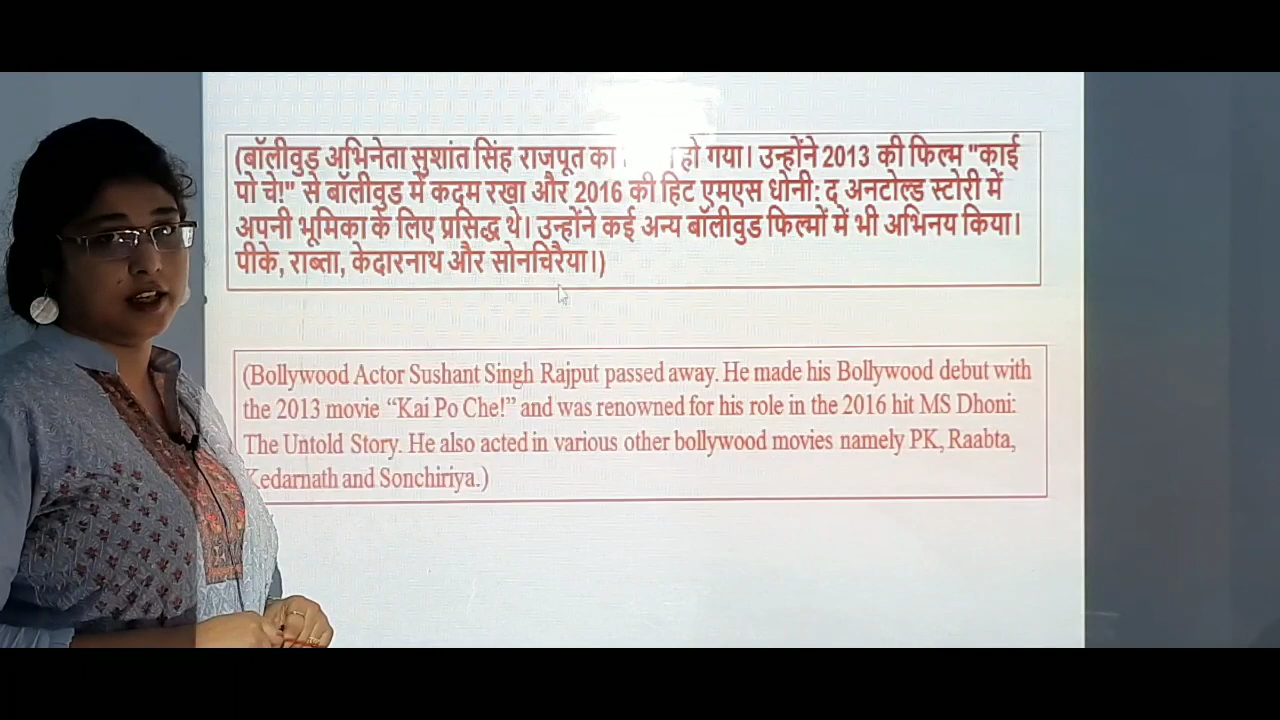 (बॉलीवुड अभिनेता सुशांत सिंह राजपूत का हो गया। उन्होंने 2013 की फिल्म "काई
पो चे!" से बॉलीवुड में कदम रखा और 2016 की हिट एमएस धोनी: द अनटोल्ड स्टोरी में
अपनी भूमिका के लिए प्रसिद्ध थे। उन्होंने कई अन्य बॉलीवुड फिल्मों में भी अभिनय किया।
पीके, राब्ता, केदारनाथ और सोनचिरैया।)
(Bollywood Actor Sushant Singh Rajput passed away. He made his Bollywood debut with
the 2013 movie “Kai Po Che!” and was renowned for his role in the 2016 hit MS Dhoni:
The Untold Story. He also acted in various other bollywood movies namely PK, Raabta,
Kedarnath and Sonchiriya.)